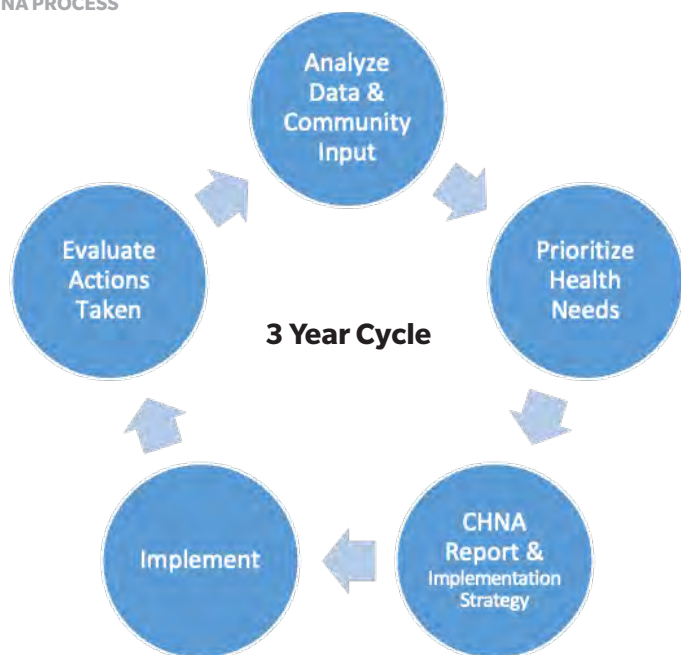 NA PROCESS
Analyze
Data &
Community
Input
Prioritize
Health
Needs
CHNA
Report &
Implementation
Strategy
Implement
Evaluate
Actions
Taken
3 Year Cycle